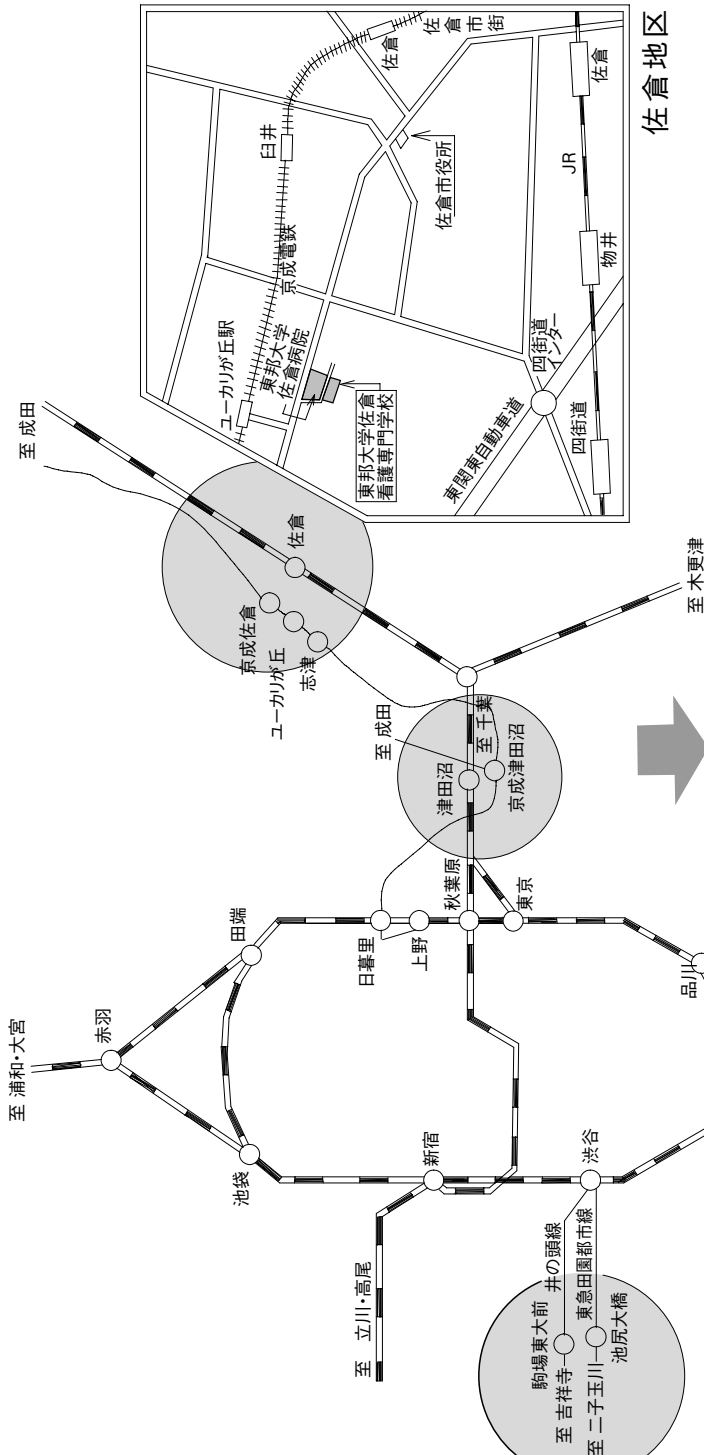 佐倉地区
佐倉市街
佐倉
臼井
京成電鉄
ユーカリが丘駅
東邦大学
佐倉病院
東邦大学佐倉
看護専門学校
佐倉市役所
JR
佐倉
物井
四街道
四街道
インター
東関東自動車道
至 成田
佐倉
京成佐倉
ユーカリが丘
志津
至 木更津
至 成田
至 千葉
津田沼
京成津田沼
秋葉原
東京
上野
日暮里
田端
赤羽
至 浦和・大宮
池袋
新宿
渋谷
品川
至 立川・高尾
井の頭線
東急田園都市線
駒場東大前
至 吉祥寺
至 二子玉川
池尻大橋